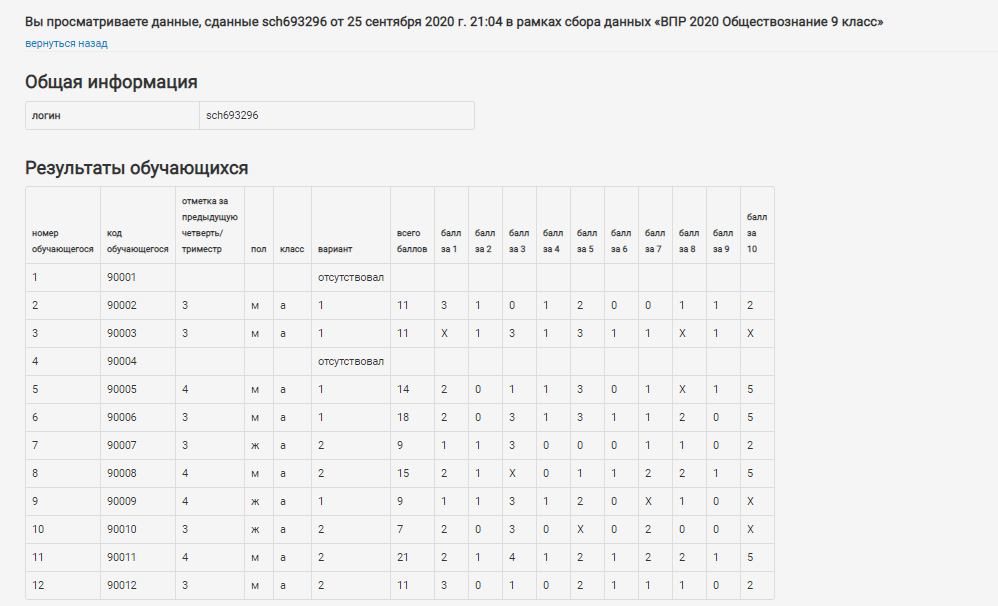 Вы просматриваете данные, сданные sch693296 от 25 сентября 2020 г. 21:04 в рамках сбора данных «ВПР 2020 Обществознание 9 класс»
вернуться назад
Общая информация
логин sch693296
Результаты обучающихся
номер обучающегося код обучающегося отметка за предыдущую четверть/ триместр пол класс вариант всего баллов балл за 1 балл за 2 балл за 3 балл за 4 балл за 5 балл за 6 балл за 7 балл за 8 балл за 9 балл за 10
1 90001 отсутствовал
2 90002 3 м а 1 11 3 1 0 1 2 0 0 1 1 2
3 90003 3 м а 1 11 X 1 3 1 3 1 1 X 1 X
4 90004 отсутствовал
5 90005 4 м а 1 14 2 0 1 1 3 0 1 X 1 5
6 90006 3 м а 1 18 2 0 3 1 3 1 1 2 0 5
7 90007 3 ж а 2 9 1 1 3 0 0 0 1 1 0 2
8 90008 4 м а 2 15 2 1 X 0 1 1 2 2 1 5
9 90009 4 ж а 1 9 1 1 3 1 2 0 X 1 0 X
10 90010 3 ж а 2 7 2 0 3 0 X 0 2 0 0 X
11 90011 4 м а 2 21 2 1 4 1 2 1 2 2 1 5
12 90012 3 м а 2 11 3 0 1 0 2 1 1 1 0 2